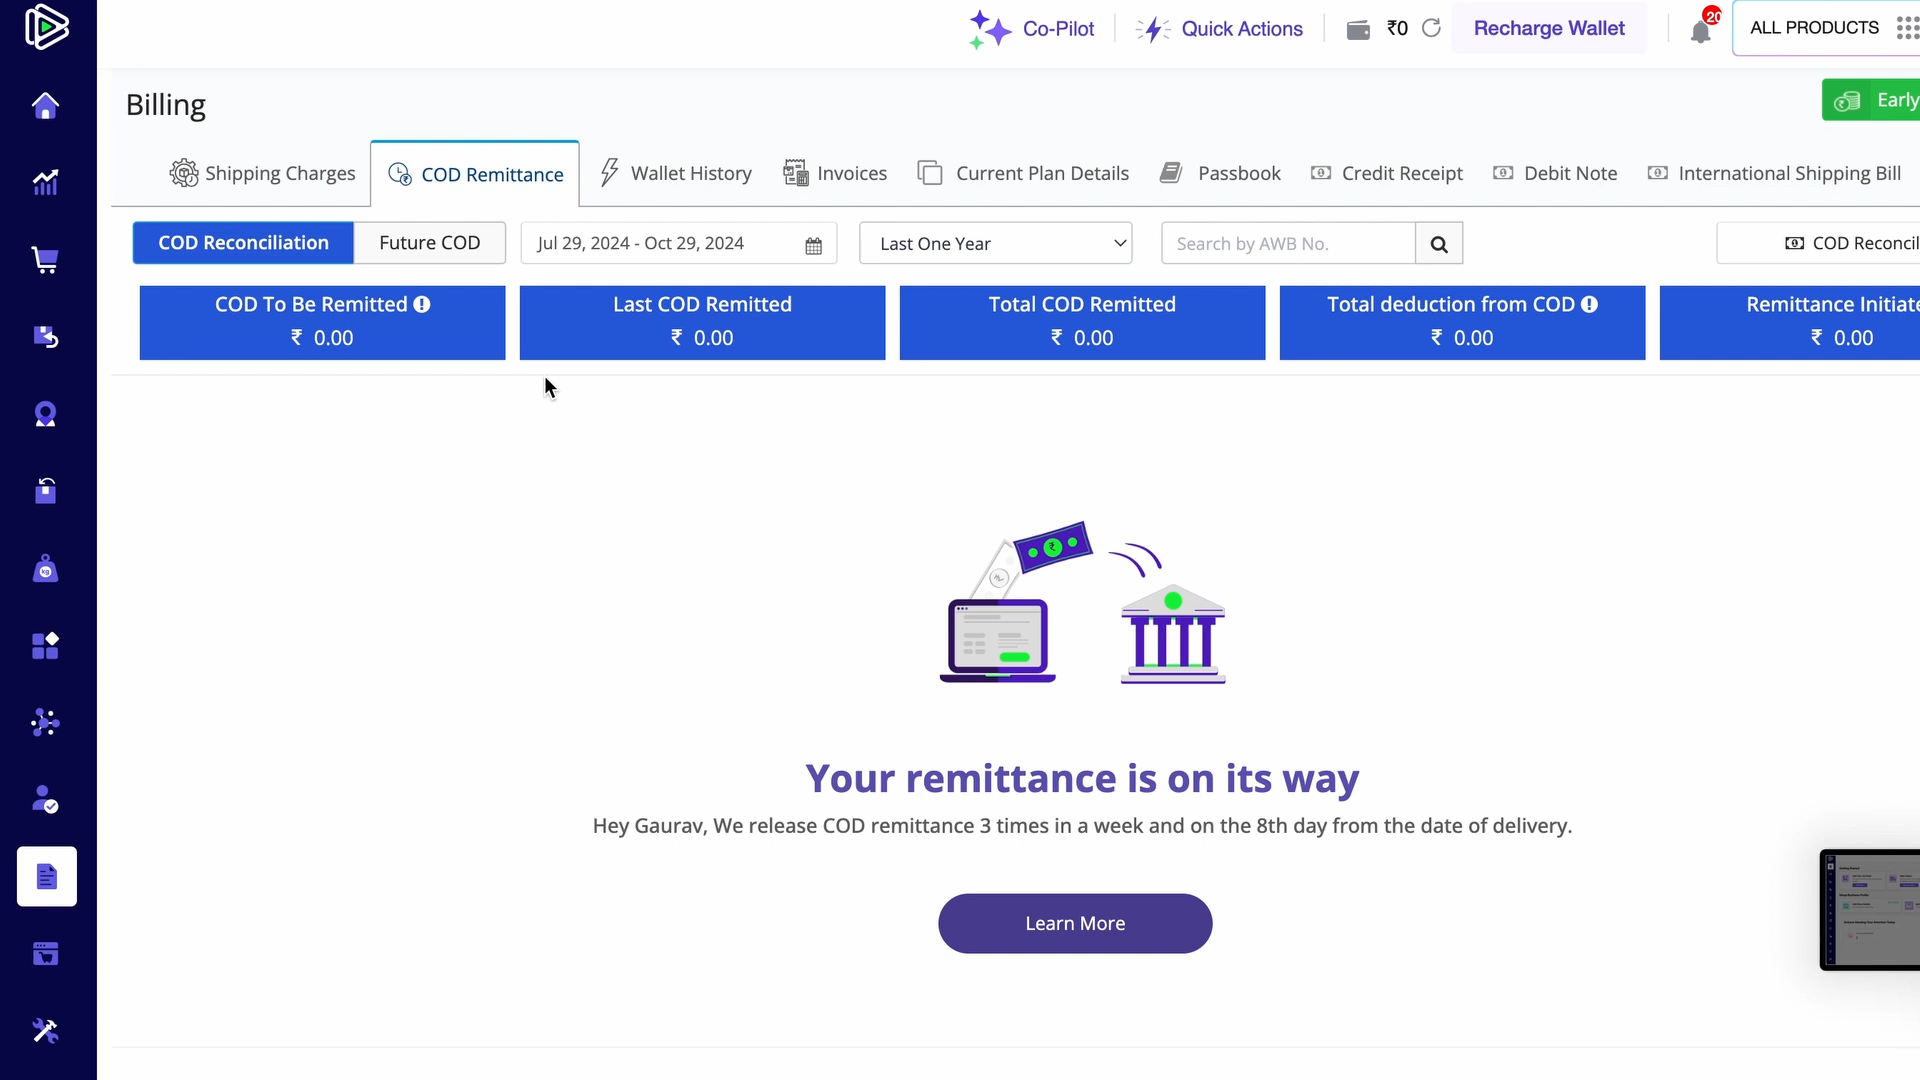 Co-Pilot
Quick Actions
₹0
Recharge Wallet
20
ALL PRODUCTS
Billing
Early
Shipping Charges
COD Remittance
Wallet History
Invoices
Current Plan Details
Passbook
Credit Receipt
Debit Note
International Shipping Bill
COD Reconciliation
Future COD
Jul 29, 2024 - Oct 29, 2024
Last One Year
Search by AWB No.
COD Reconcil
COD To Be Remitted
₹ 0.00
Last COD Remitted
₹ 0.00
Total COD Remitted
₹ 0.00
Total deduction from COD
₹ 0.00
Remittance Initiate
₹ 0.00
Your remittance is on its way
Hey Gaurav, We release COD remittance 3 times in a week and on the 8th day from the date of delivery.
Learn More
kg